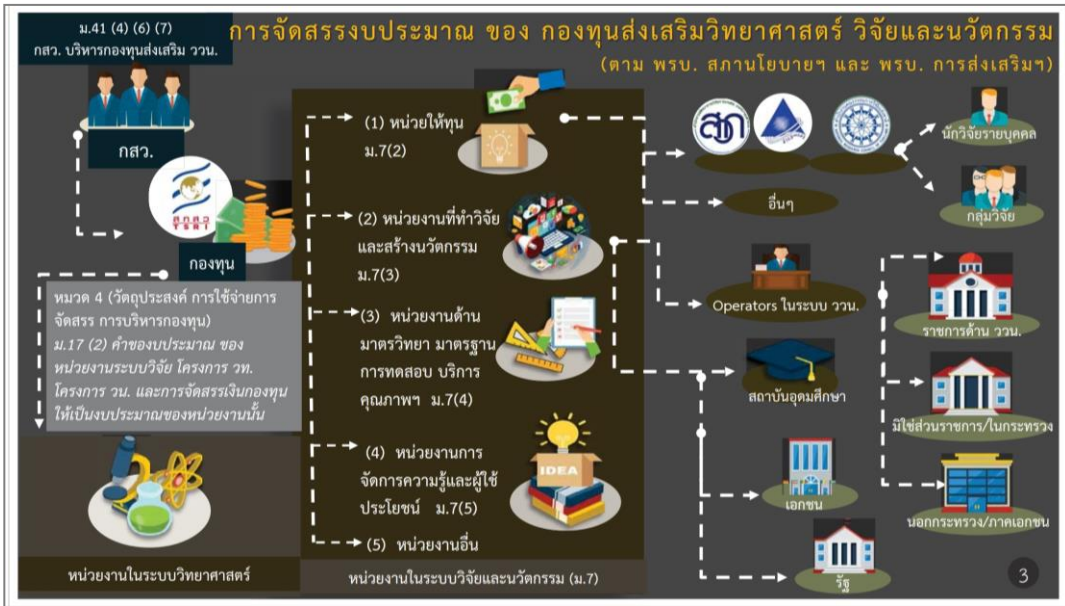 ม.41 (4) (6) (7)
กสว. บริหารกองทุนส่งเสริม ววน.
การจัดสรรงบประมาณ ของ กองทุนส่งเสริมวิทยาศาสตร์ วิจัยและนวัตกรรม
(ตาม พรบ. สภานโยบายฯ และ พรบ. การส่งเสริมฯ)
กสว.
สกสว
TSRI
กองทุน
หมวด 4 (วัตถุประสงค์ การใช้จ่ายการ
จัดสรร การบริหารกองทุน)
ม.17 (2) คำของบประมาณ ของ
หน่วยงานระบบวิจัย โครงการ วท.
โครงการ วน. และการจัดสรรเงินกองทุน
ให้เป็นงบประมาณของหน่วยงานนั้น
หน่วยงานในระบบวิทยาศาสตร์
(1) หน่วยให้ทุน
ม.7(2)
(2) หน่วยงานที่ทำวิจัย
และสร้างนวัตกรรม
ม.7(3)
(3) หน่วยงานด้าน
มาตรวิทยา มาตรฐาน
การทดสอบ บริการ
คุณภาพฯ ม.7(4)
(4) หน่วยงานการ
จัดการความรู้และผู้ใช้
ประโยชน์ ม.7(5)
IDEA
(5) หน่วยงานอื่น
หน่วยงานในระบบวิจัยและนวัตกรรม (ม.7)
อื่นๆ
Operators ในระบบ ววน.
สถาบันอุดมศึกษา
เอกชน
รัฐ
นักวิจัยรายบุคคล
กลุ่มวิจัย
ราชการด้าน ววน.
มิใช่ส่วนราชการ/ในกระทรวง
นอกกระทรวง/ภาคเอกชน
3